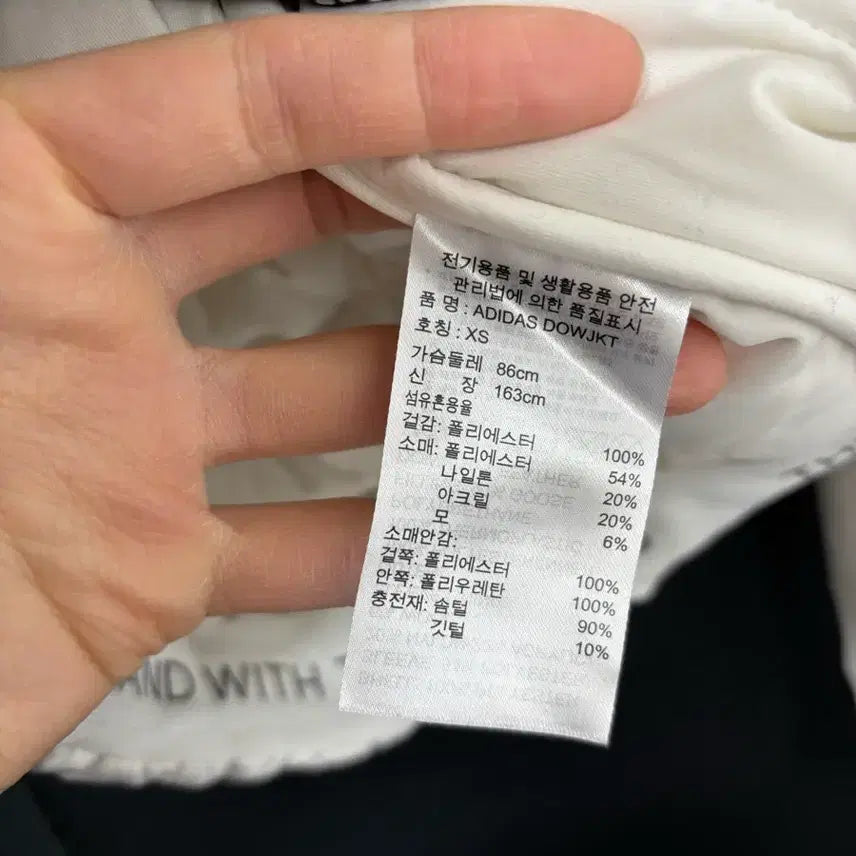 전기용품 및 생활용품 안전
관리법에 의한 품질표시
품 명 : ADIDAS DOWJKT
호칭 : XS
가슴둘레 86cm
신 장 163cm
섬유혼용율
겉감: 폴리에스터 100%
소매: 폴리에스터 54%
나일론 20%
아크릴 20%
모 6%
소매안감:
겉쪽: 폴리에스터 100%
안쪽: 폴리우레탄 100%
충전재: 솜털 90%
깃털 10%
AND WITH